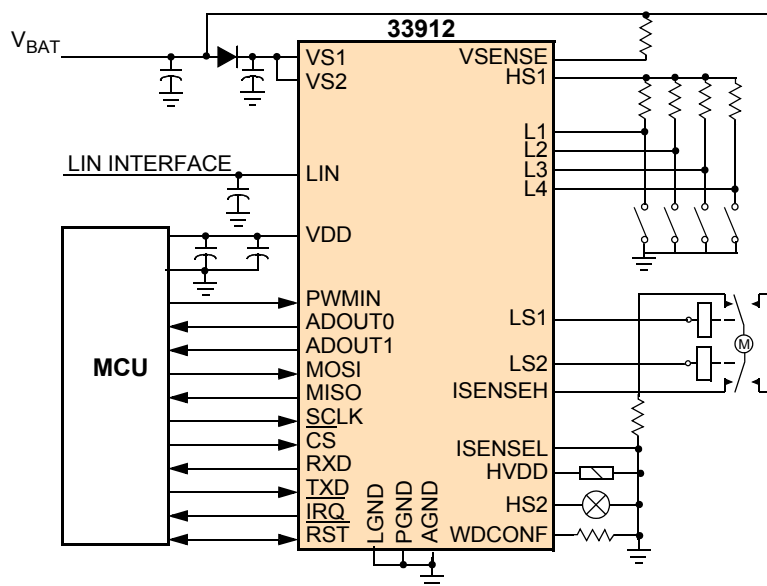 33912
VBAT
VS1
VS2
VSENSE
HS1
L1
L2
L3
L4
LIN INTERFACE
LIN
VDD
MCU
PWMIN
ADOUT0
ADOUT1
MOSI
MISO
SCLK
CS
RXD
TXD
IRQ
RST
LS1
LS2
M
ISENSEH
ISENSEL
HVDD
HS2
WDCONF
LGND
PGND
AGND